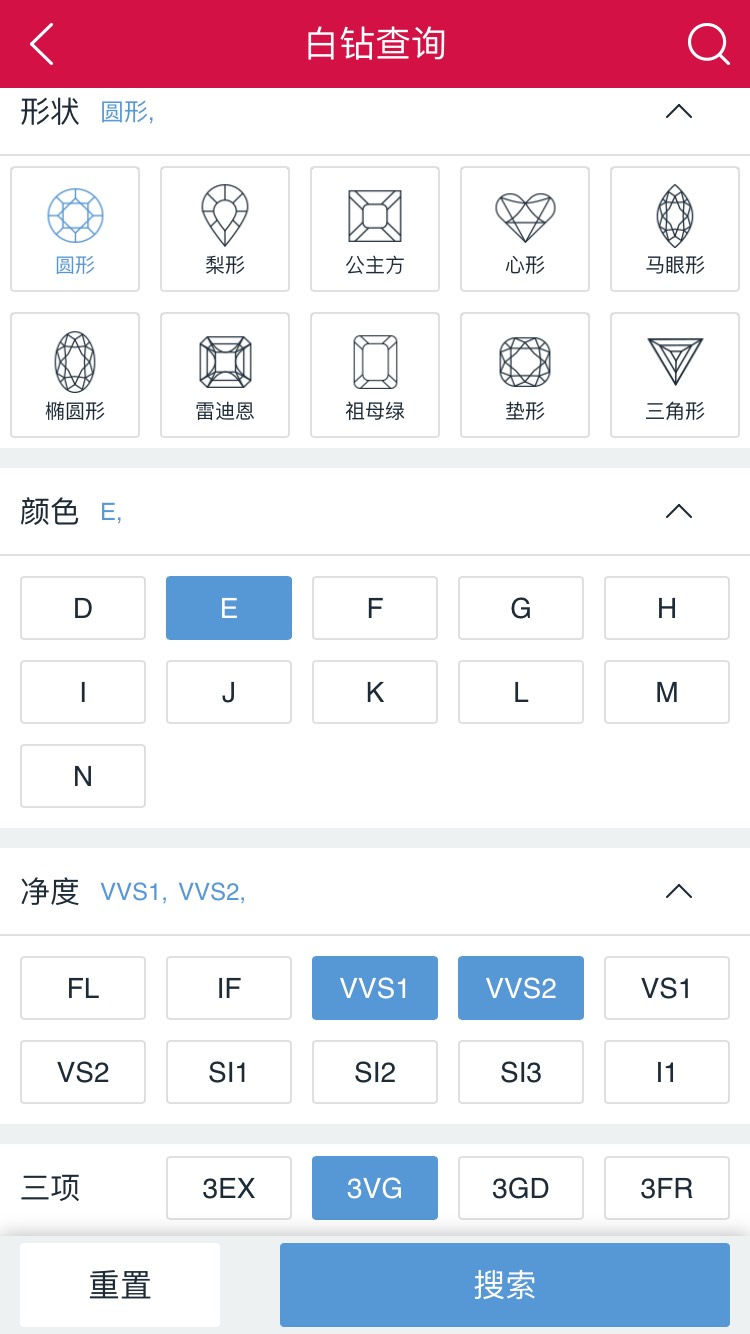 白钻查询
形状 圆形,
圆形 梨形 公主方 心形 马眼形
椭圆形 雷迪恩 祖母绿 垫形 三角形
颜色 E,
D E F G H
I J K L M
N
净度 VVS1, VVS2,
FL IF VVS1 VVS2 VS1
VS2 SI1 SI2 SI3 I1
三项 3EX 3VG 3GD 3FR
重置 搜索